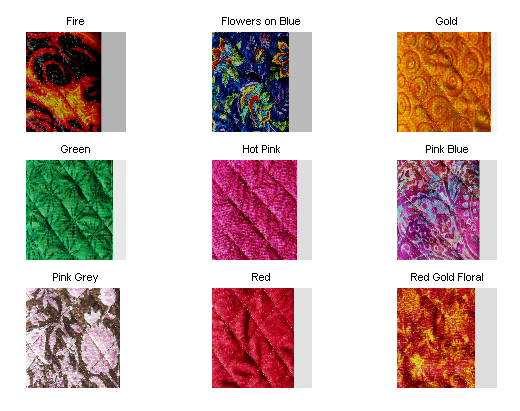 Fire
Flowers on Blue
Gold
Green
Hot Pink
Pink Blue
Pink Grey
Red
Red Gold Floral